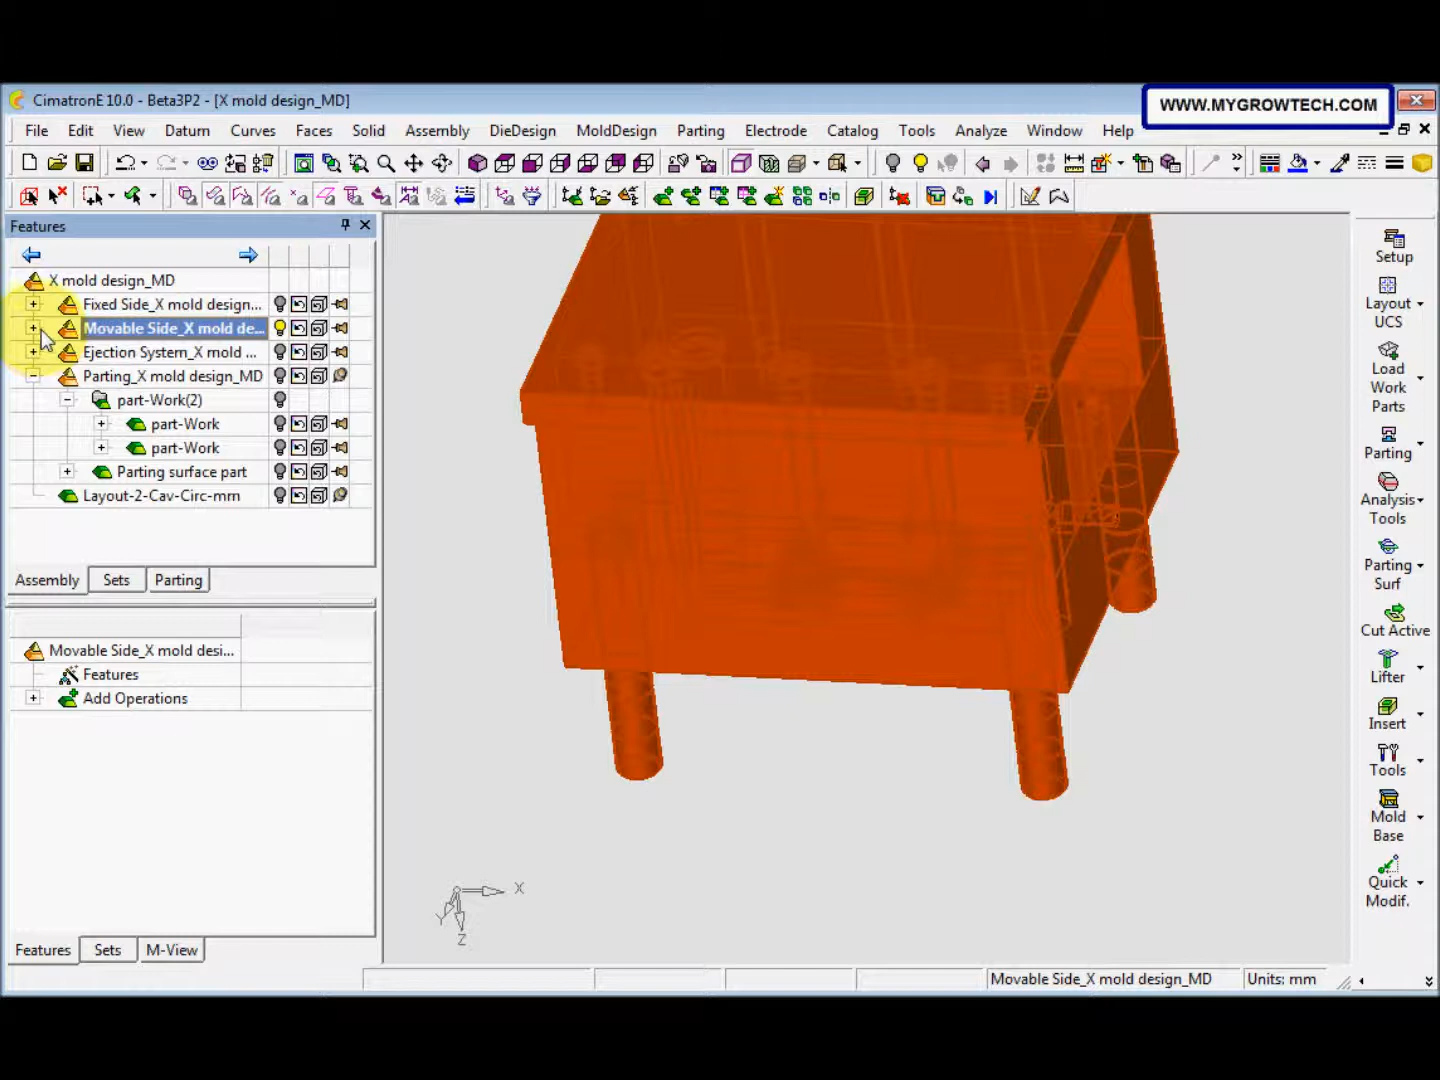 CimatronE 10.0 - Beta3P2 - [X mold design_MD]
WWW.MYGROWTECH.COM
File Edit View Datum Curves Faces Solid Assembly DieDesign MoldDesign Parting Electrode Catalog Tools Analyze Window Help
Features
X mold design_MD
Fixed Side_X mold design...
Movable Side_X mold de...
Ejection System_X mold ...
Parting_X mold design_MD
part-Work(2)
part-Work
part-Work
Parting surface part
Layout-2-Cav-Circ-mm
Assembly Sets Parting
Movable Side_X mold desi...
Features
Add Operations
Features Sets M-View
X
Y
Z
Setup
Layout
UCS
Load
Work
Parts
Parting
Analysis
Tools
Parting
Surf
Cut Active
Lifter
Insert
Tools
Mold
Base
Quick
Modif.
Movable Side_X mold design_MD Units: mm